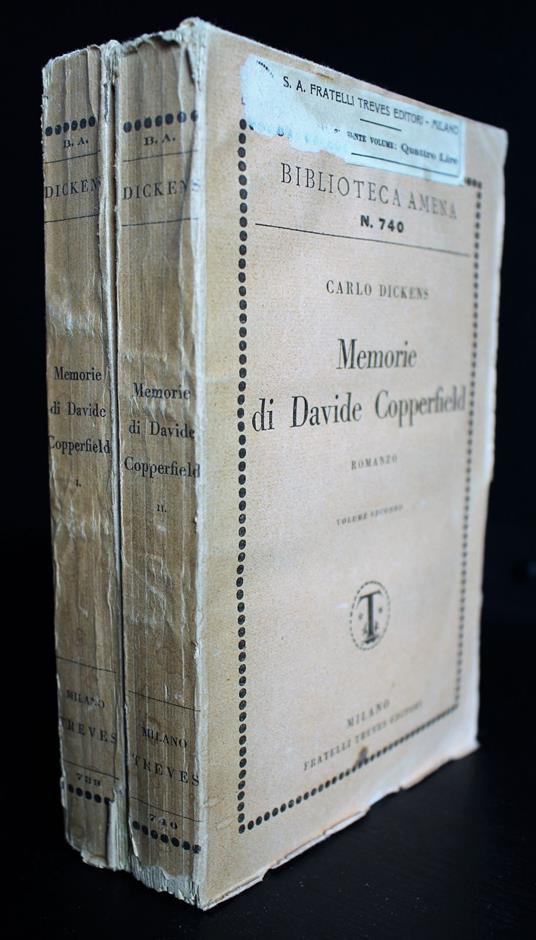 B. A.
DICKENS
Memorie
di Davide
Copperfield
I.
MILANO
TREVES
739
B. A.
DICKENS
Memorie
di Davide
Copperfield
II.
MILANO
TREVES
740
S. A. FRATELLI TREVES EDITORI - MILANO
VOLUME: Quattro Lire
BIBLIOTECA AMENA
N. 740
CARLO DICKENS
Memorie
di Davide Copperfield
ROMANZO
VOLUME SECONDO
T
MILANO
FRATELLI TREVES EDITORI